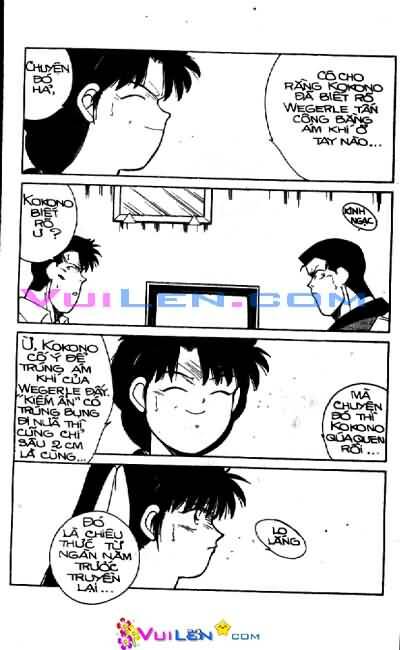 CHUYỆN
ĐÓ
HẢ,
CÔ CHO
RẰNG KOKONO
ĐÃ BIẾT RÕ
WEGERLE TẤN
CÔNG BẰNG
ÁM KHÍ Ở
TAY NÀO...
KOKONO
BIẾT
RÕ
Ư ?
KINH
NGẠC
VUILEN.COM
Ừ, KOKONO
CỐ Ý ĐỂ
TRÚNG ÁM
KHÍ CỦA
WEGERLE ĐẤY.
"KIẾM ẤN" CÓ
TRÚNG BỤNG
ĐI NỮA THÌ
CŨNG CHỈ
SÂU 2 CM
LÀ CÙNG...
MÀ
CHUYỆN
ĐÓ THÌ
KOKONO
QUÁ QUEN
RỒI ...
ĐÓ
LÀ CHIÊU
THỨC TỪ
NGÀN NĂM
TRƯỚC
TRUYỀN
LẠI ...
LO
LẮNG
VUILEN.COM